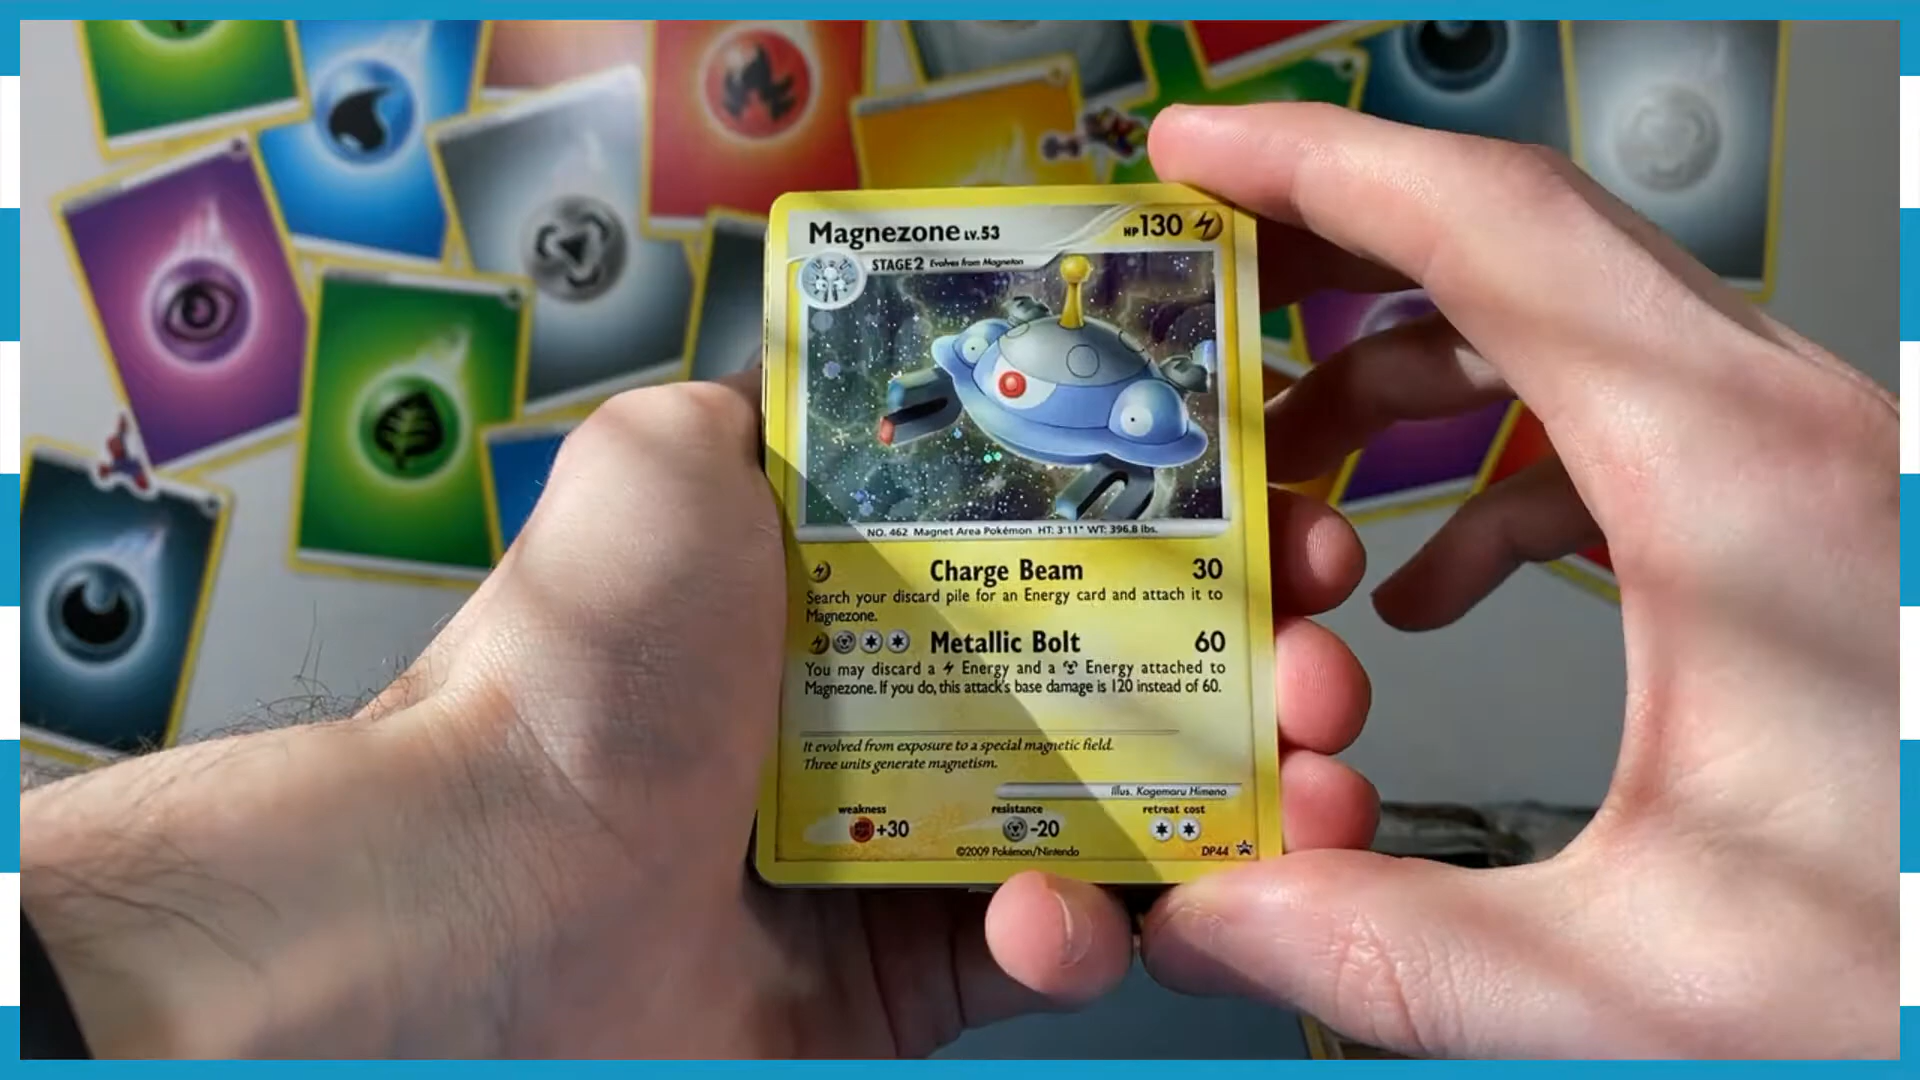 Magnezone LV.53 HP 130
STAGE 2 Evolves from Magneton
NO. 462 Magnet Area Pokémon HT: 3'11" WT: 396.8 lbs.
Charge Beam 30
Search your discard pile for an Energy card and attach it to
Magnezone.
Metallic Bolt 60
You may discard a Energy and a Energy attached to
Magnezone. If you do, this attack's base damage is 120 instead of 60.
It evolved from exposure to a special magnetic field.
Three units generate magnetism.
Illus. Kagemaru Himeno
weakness resistance retreat cost
+30 -20
©2009 Pokémon/Nintendo DP44